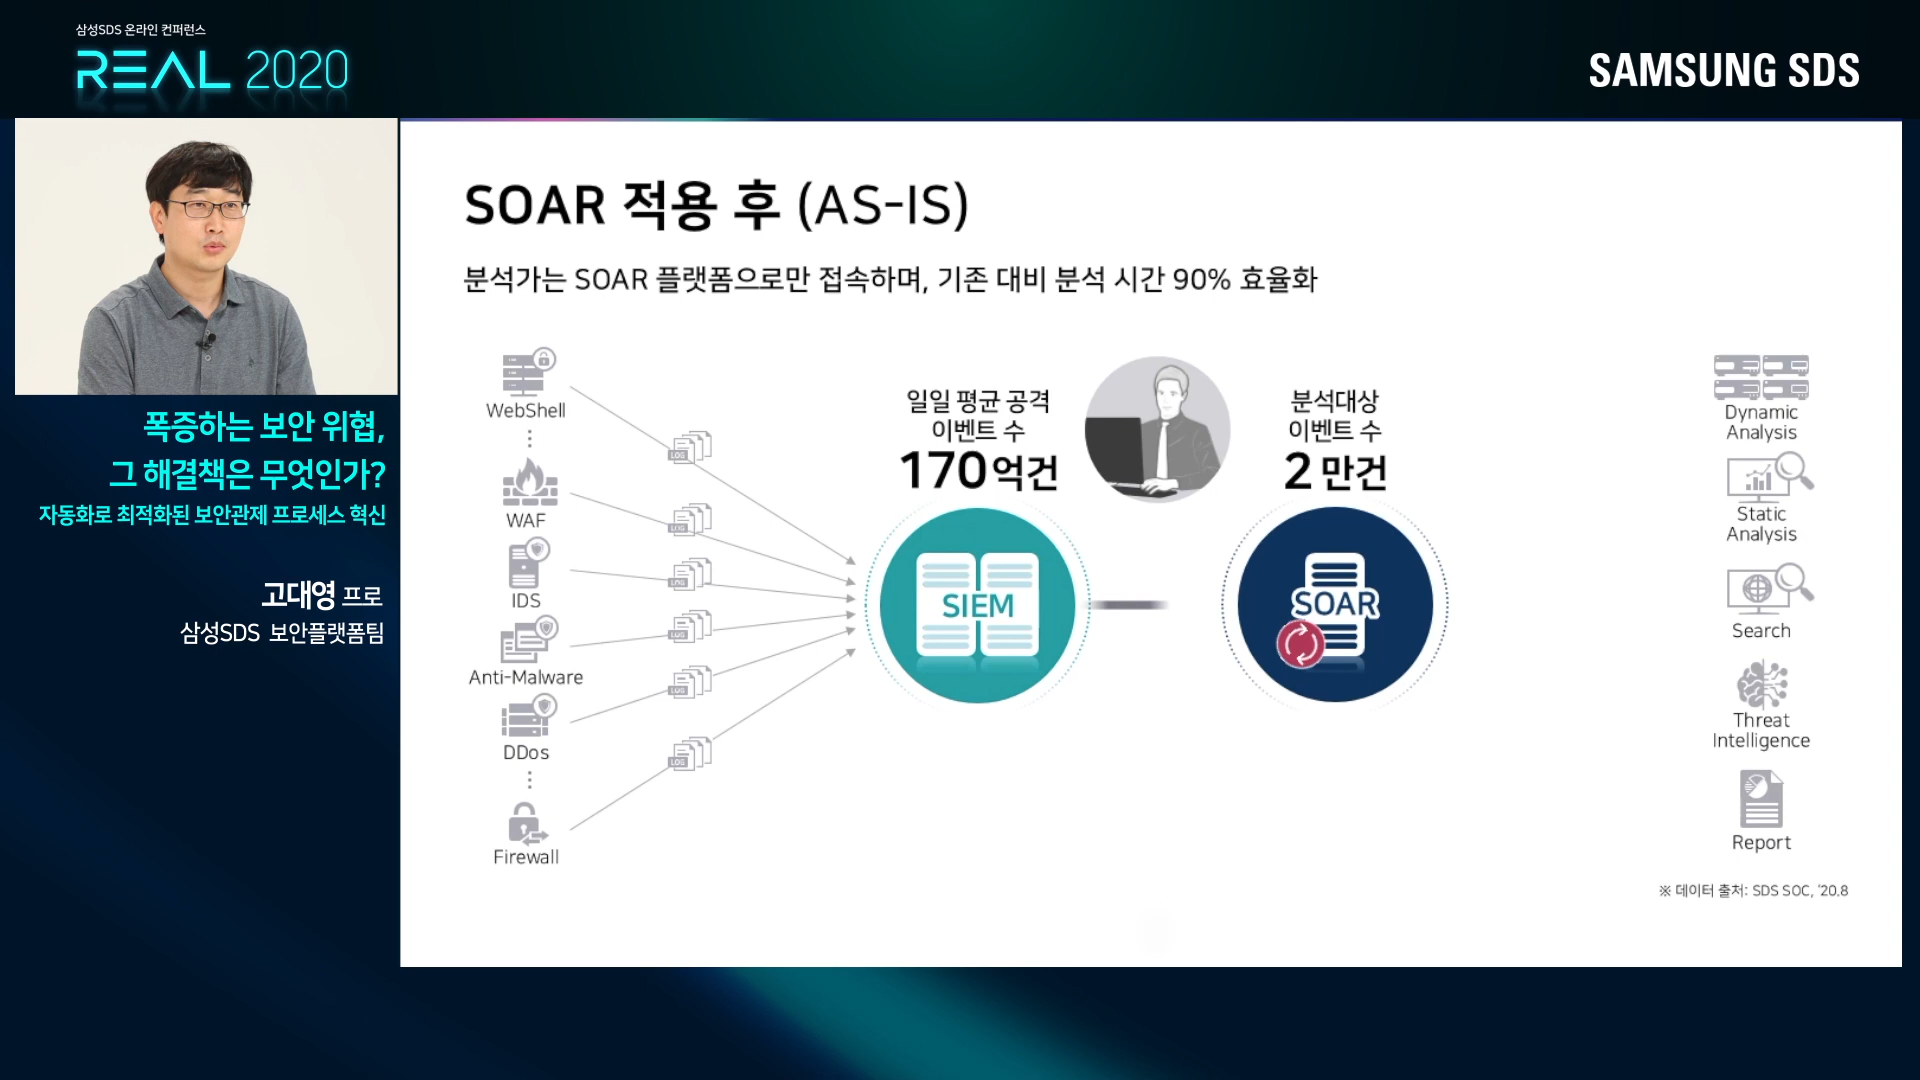 삼성SDS 온라인 컨퍼런스
REAL 2020
SAMSUNG SDS
폭증하는 보안 위협,
그 해결책은 무엇인가?
자동화로 최적화된 보안관제 프로세스 혁신
고대영 프로
삼성SDS 보안플랫폼팀
SOAR 적용 후 (AS-IS)
분석가는 SOAR 플랫폼으로만 접속하며, 기존 대비 분석 시간 90% 효율화
WebShell
WAF
IDS
Anti-Malware
DDos
Firewall
LOG
LOG
LOG
LOG
LOG
LOG
일일 평균 공격
이벤트 수
170억건
SIEM
분석대상
이벤트 수
2만건
SOAR
Dynamic
Analysis
Static
Analysis
Search
Threat
Intelligence
Report
※ 데이터 출처: SDS SOC, '20.8